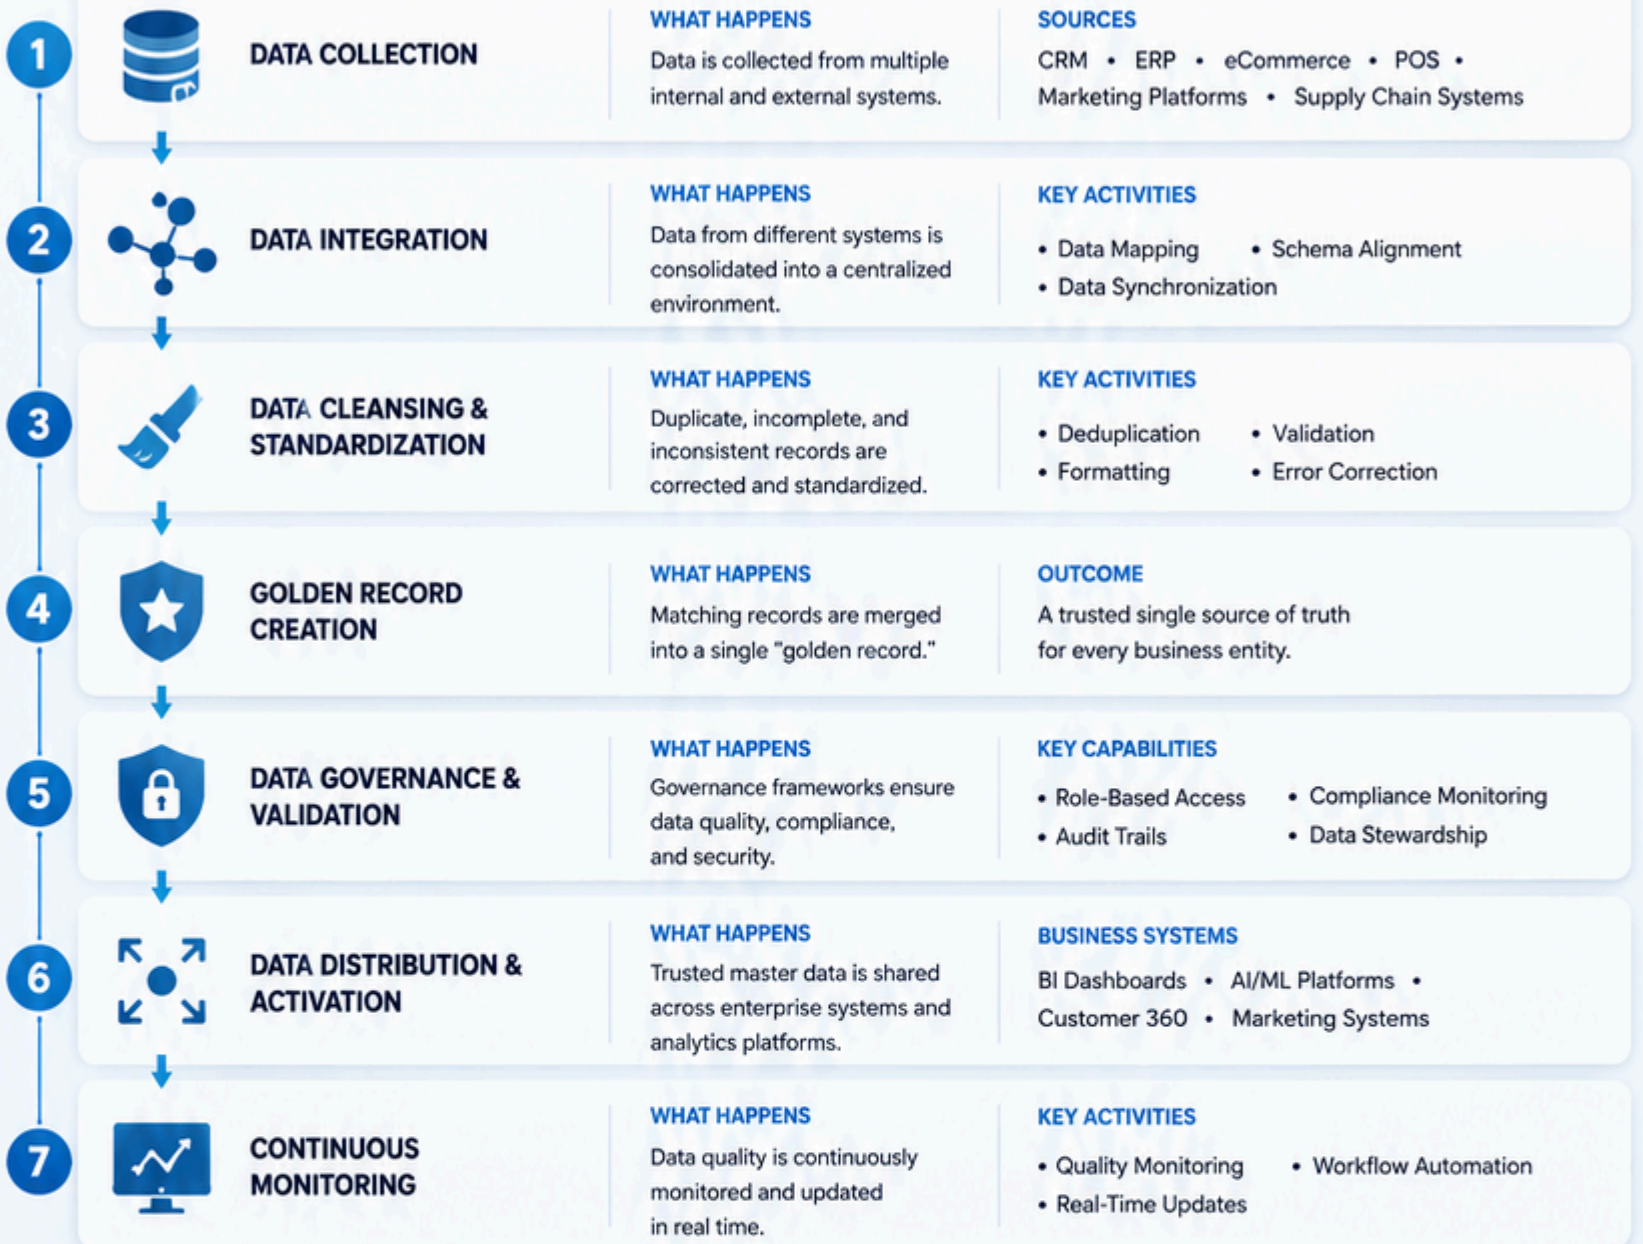 1
DATA COLLECTION
WHAT HAPPENS
Data is collected from multiple
internal and external systems.
SOURCES
CRM • ERP • eCommerce • POS •
Marketing Platforms • Supply Chain Systems
2
DATA INTEGRATION
WHAT HAPPENS
Data from different systems is
consolidated into a centralized
environment.
KEY ACTIVITIES
• Data Mapping • Schema Alignment
• Data Synchronization
3
DATA CLEANSING &
STANDARDIZATION
WHAT HAPPENS
Duplicate, incomplete, and
inconsistent records are
corrected and standardized.
KEY ACTIVITIES
• Deduplication • Validation
• Formatting • Error Correction
4
GOLDEN RECORD
CREATION
WHAT HAPPENS
Matching records are merged
into a single "golden record."
OUTCOME
A trusted single source of truth
for every business entity.
5
DATA GOVERNANCE &
VALIDATION
WHAT HAPPENS
Governance frameworks ensure
data quality, compliance,
and security.
KEY CAPABILITIES
• Role-Based Access • Compliance Monitoring
• Audit Trails • Data Stewardship
6
DATA DISTRIBUTION &
ACTIVATION
WHAT HAPPENS
Trusted master data is shared
across enterprise systems and
analytics platforms.
BUSINESS SYSTEMS
BI Dashboards • AI/ML Platforms •
Customer 360 • Marketing Systems
7
CONTINUOUS
MONITORING
WHAT HAPPENS
Data quality is continuously
monitored and updated
in real time.
KEY ACTIVITIES
• Quality Monitoring • Workflow Automation
• Real-Time Updates